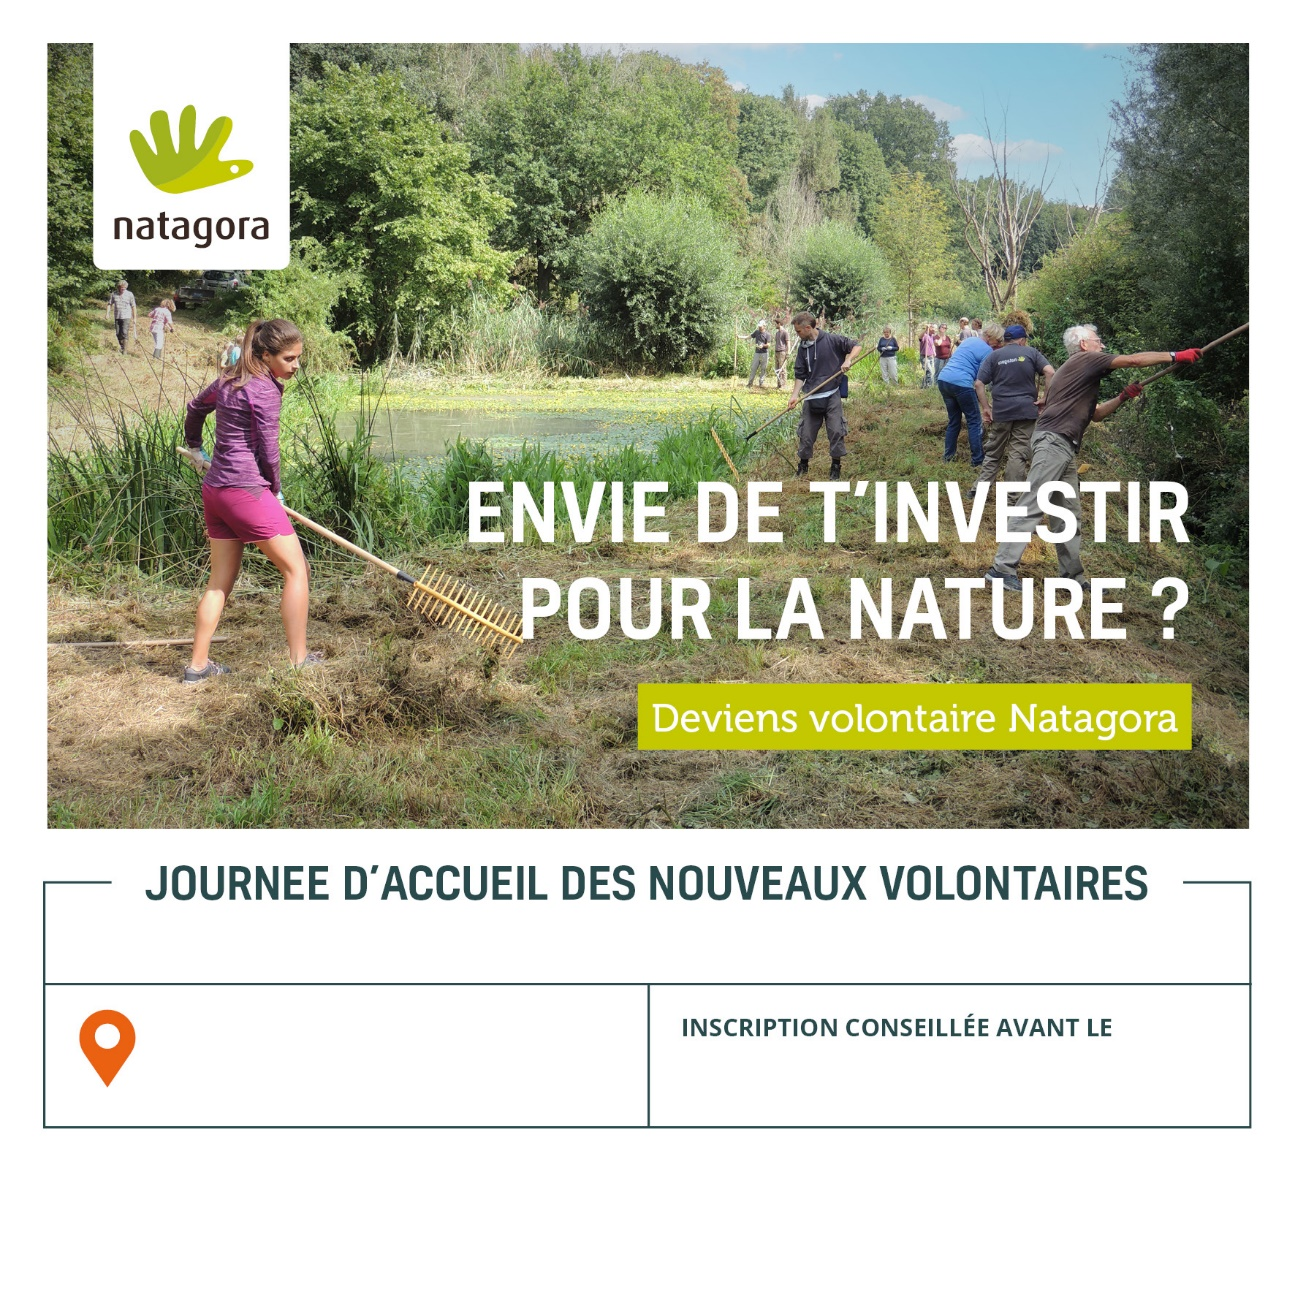 natagora
ENVIE DE T'INVESTIR
POUR LA NATURE ?
Deviens volontaire Natagora
JOURNEE D'ACCUEIL DES NOUVEAUX VOLONTAIRES
INSCRIPTION CONSEILLÉE AVANT LE